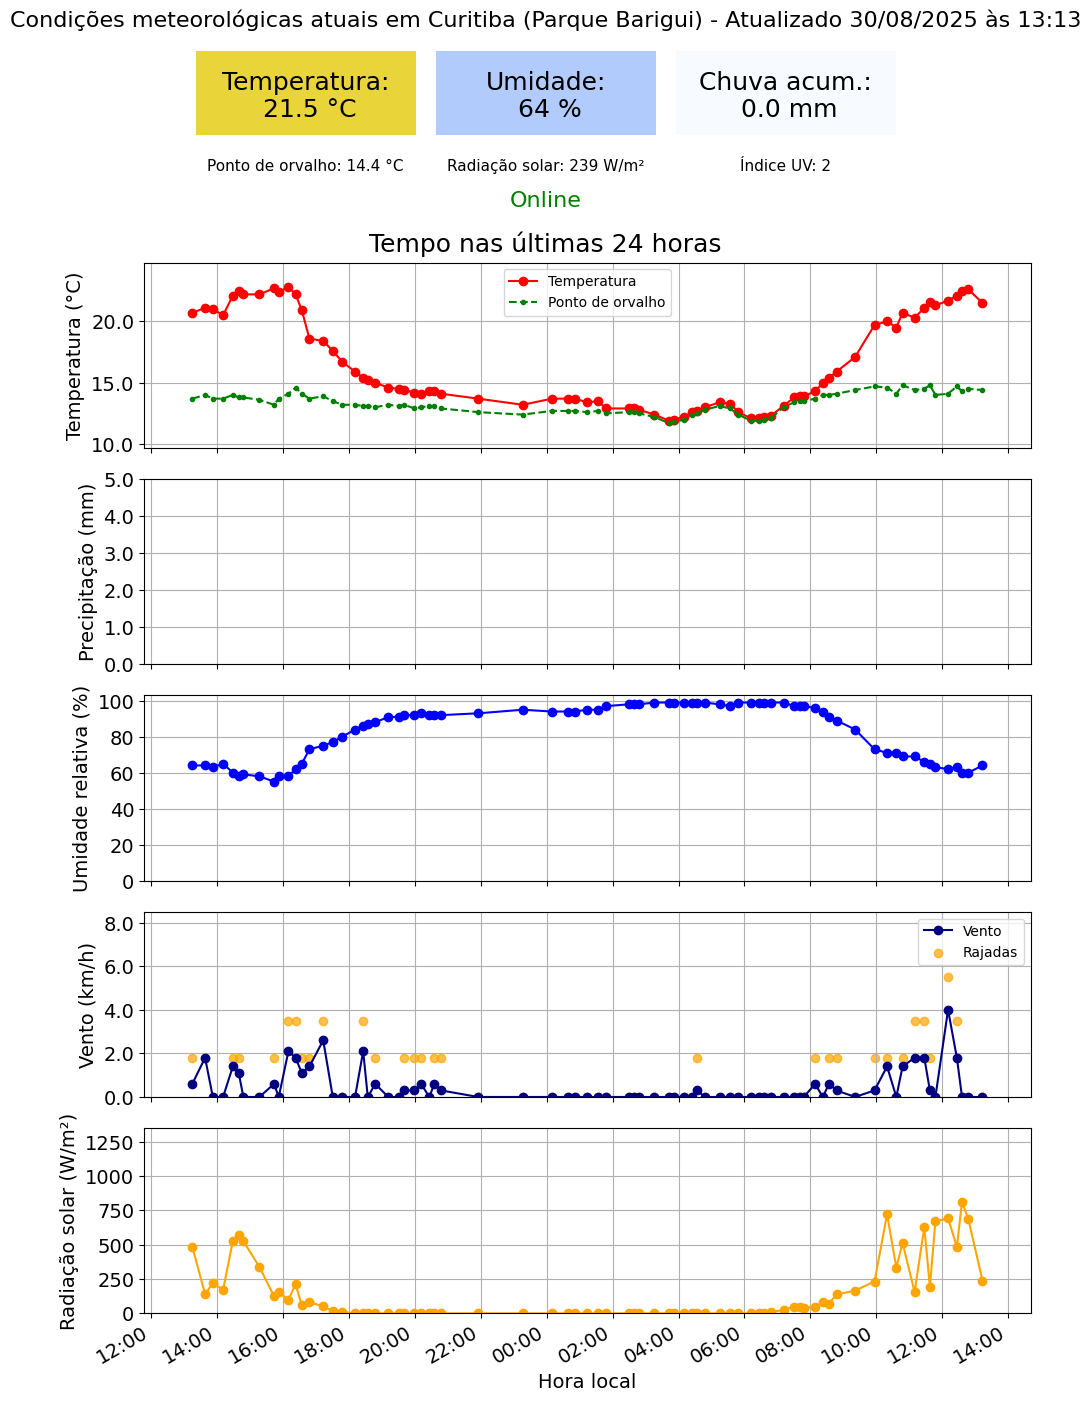 Condições meteorológicas atuais em Curitiba (Parque Barigui) - Atualizado 30/08/2025 às 13:13
Temperatura:
21.5 °C
Umidade:
64 %
Chuva acum.:
0.0 mm
Ponto de orvalho: 14.4 °C
Radiação solar: 239 W/m²
Índice UV: 2
Online
Tempo nas últimas 24 horas
Temperatura (°C)
20.0
15.0
10.0
Temperatura
Ponto de orvalho
Precipitação (mm)
5.0
4.0
3.0
2.0
1.0
0.0
Umidade relativa (%)
100
80
60
40
20
0
Vento (km/h)
8.0
6.0
4.0
2.0
0.0
Vento
Rajadas
Radiação solar (W/m²)
1250
1000
750
500
250
0
12:00
14:00
16:00
18:00
20:00
22:00
00:00
02:00
04:00
06:00
08:00
10:00
12:00
14:00
Hora local